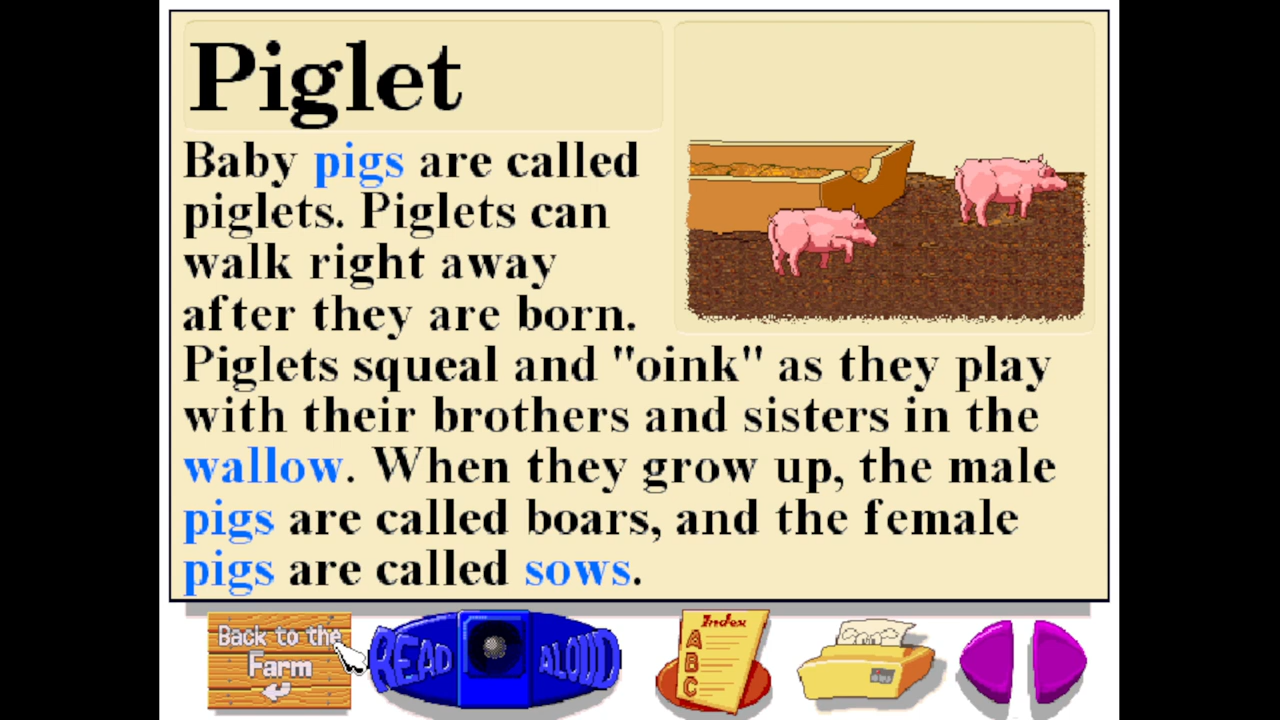 Piglet
Baby pigs are called
piglets. Piglets can
walk right away
after they are born.
Piglets squeal and "oink" as they play
with their brothers and sisters in the
wallow. When they grow up, the male
pigs are called boars, and the female
pigs are called sows.
Back to the
Farm
READ ALOUD
Index
A
B
C